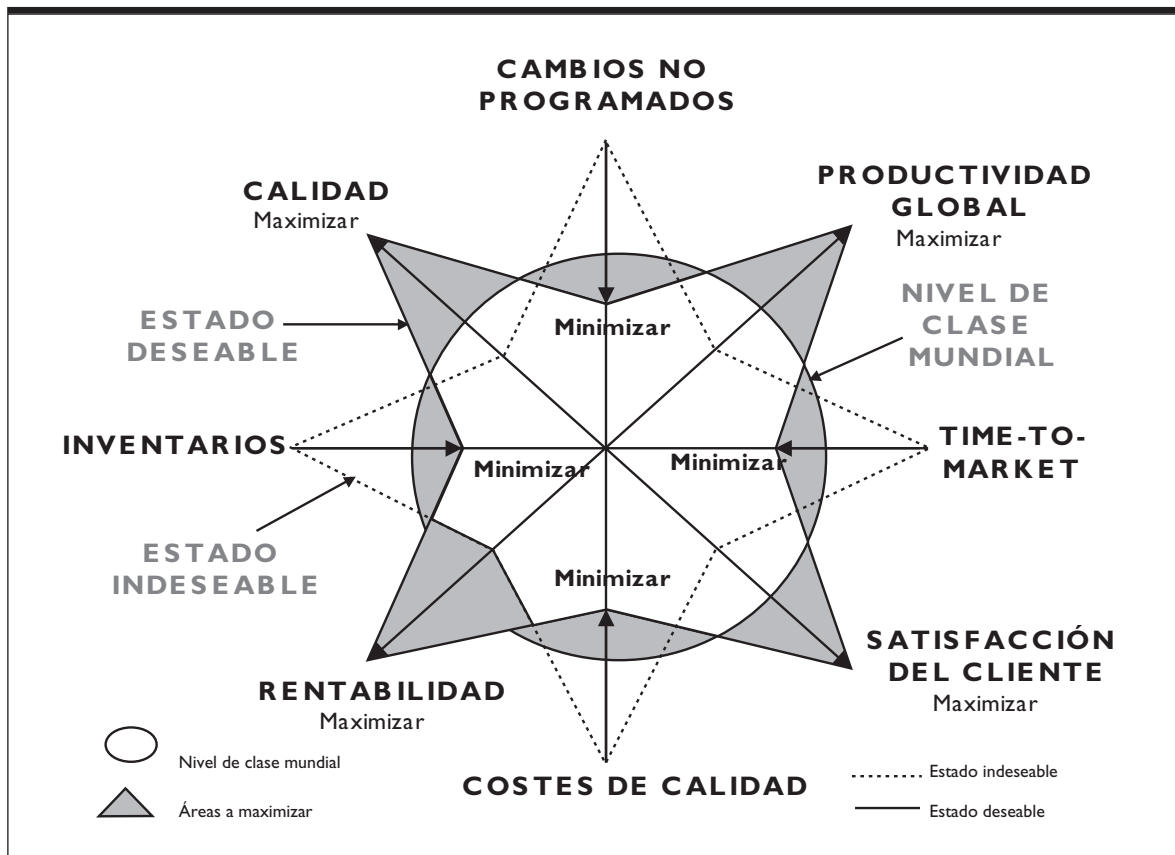 CAMBIOS NO
PROGRAMADOS
CALIDAD
Maximizar
PRODUCTIVIDAD
GLOBAL
Maximizar
ESTADO
DESEABLE
NIVEL DE
CLASE
MUNDIAL
Minimizar
INVENTARIOS
Minimizar
Minimizar
TIME-TO-
MARKET
ESTADO
INDESEABLE
Minimizar
RENTABILIDAD
Maximizar
SATISFACCIÓN
DEL CLIENTE
Maximizar
COSTES DE CALIDAD
Nivel de clase mundial
Áreas a maximizar
Estado indeseable
Estado deseable